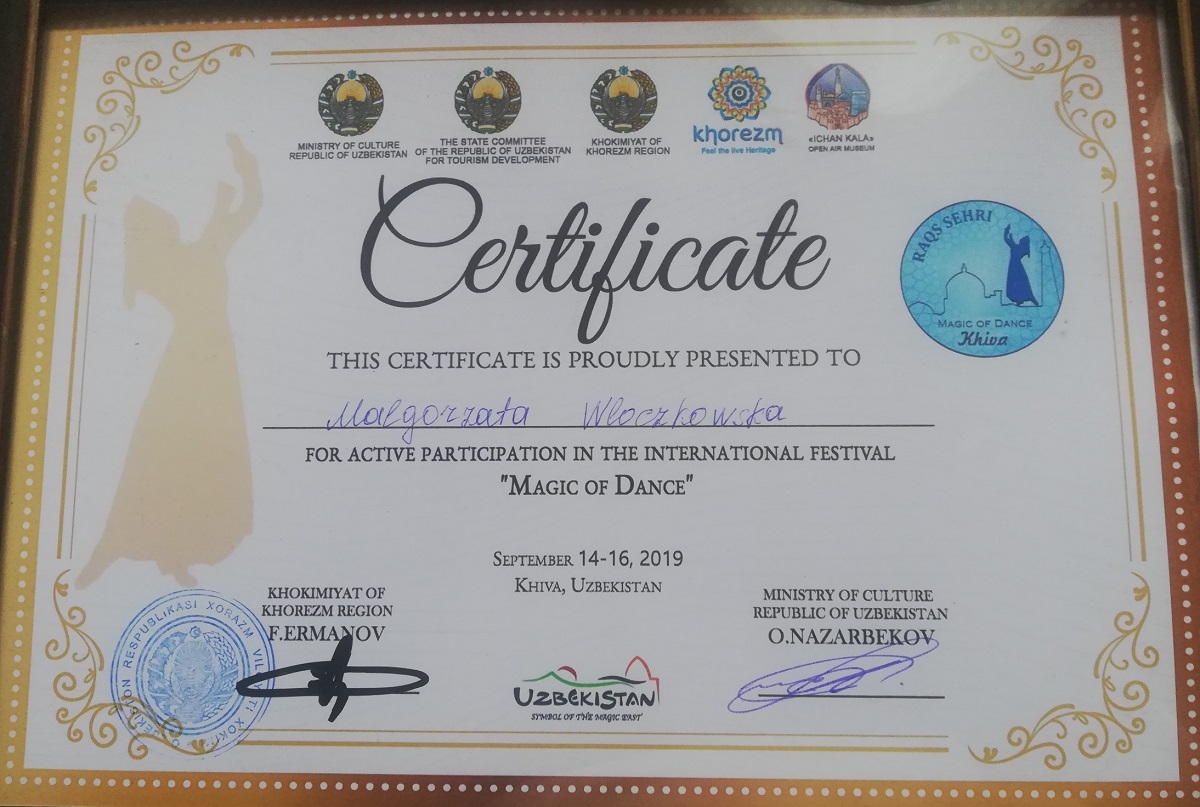 MINISTRY OF CULTURE
REPUBLIC OF UZBEKISTAN
THE STATE COMMITTEE
OF THE REPUBLIC OF UZBEKISTAN
FOR TOURISM DEVELOPMENT
KHOKIMIYAT OF
KHOREZM REGION
khorezm
Feel the live Heritage
«ICHAN KALA»
OPEN AIR MUSEUM
Certificate
RAQS SEHRI
MAGIC OF DANCE
Khiva
THIS CERTIFICATE IS PROUDLY PRESENTED TO
Malgorzata Wloczkowska
FOR ACTIVE PARTICIPATION IN THE INTERNATIONAL FESTIVAL
"MAGIC OF DANCE"
SEPTEMBER 14-16, 2019
KHIVA, UZBEKISTAN
KHOKIMIYAT OF
KHOREZM REGION
F.ERMANOV
MINISTRY OF CULTURE
REPUBLIC OF UZBEKISTAN
O.NAZARBEKOV
RESPUBLIKASI XORAZM
UZBEKISTAN
SYMBOL OF THE MAGIC EAST